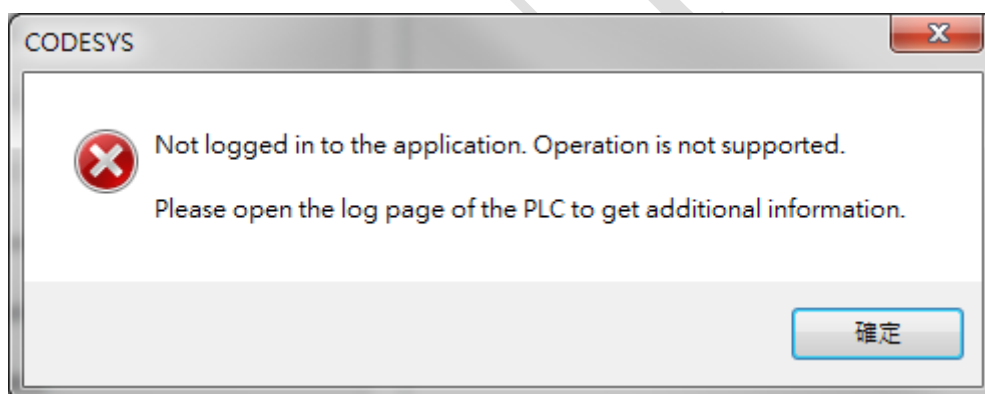 CODESYS
Not logged in to the application. Operation is not supported.
Please open the log page of the PLC to get additional information.
確定